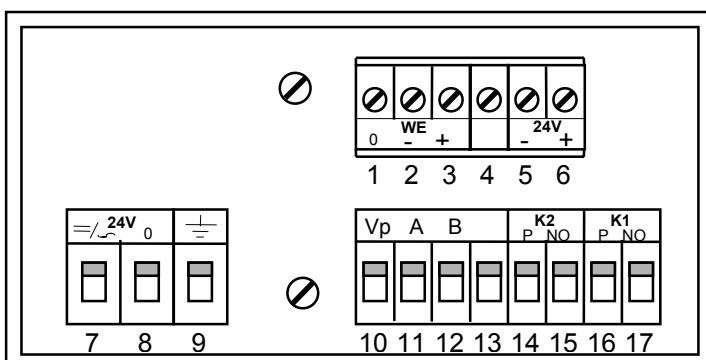 WE 24V
0 - + - +
1 2 3 4 5 6
=/~ 24V 0
Vp A B K2 K1
P NO P NO
7 8 9 10 11 12 13 14 15 16 17